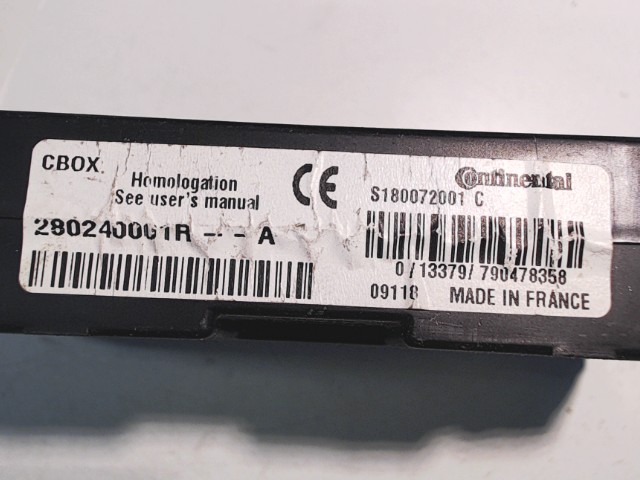 CBOX
Homologation
See user's manual
CE
280240001R -- A
Continental
S180072001 C
0/13379/790478358
09118 MADE IN FRANCE